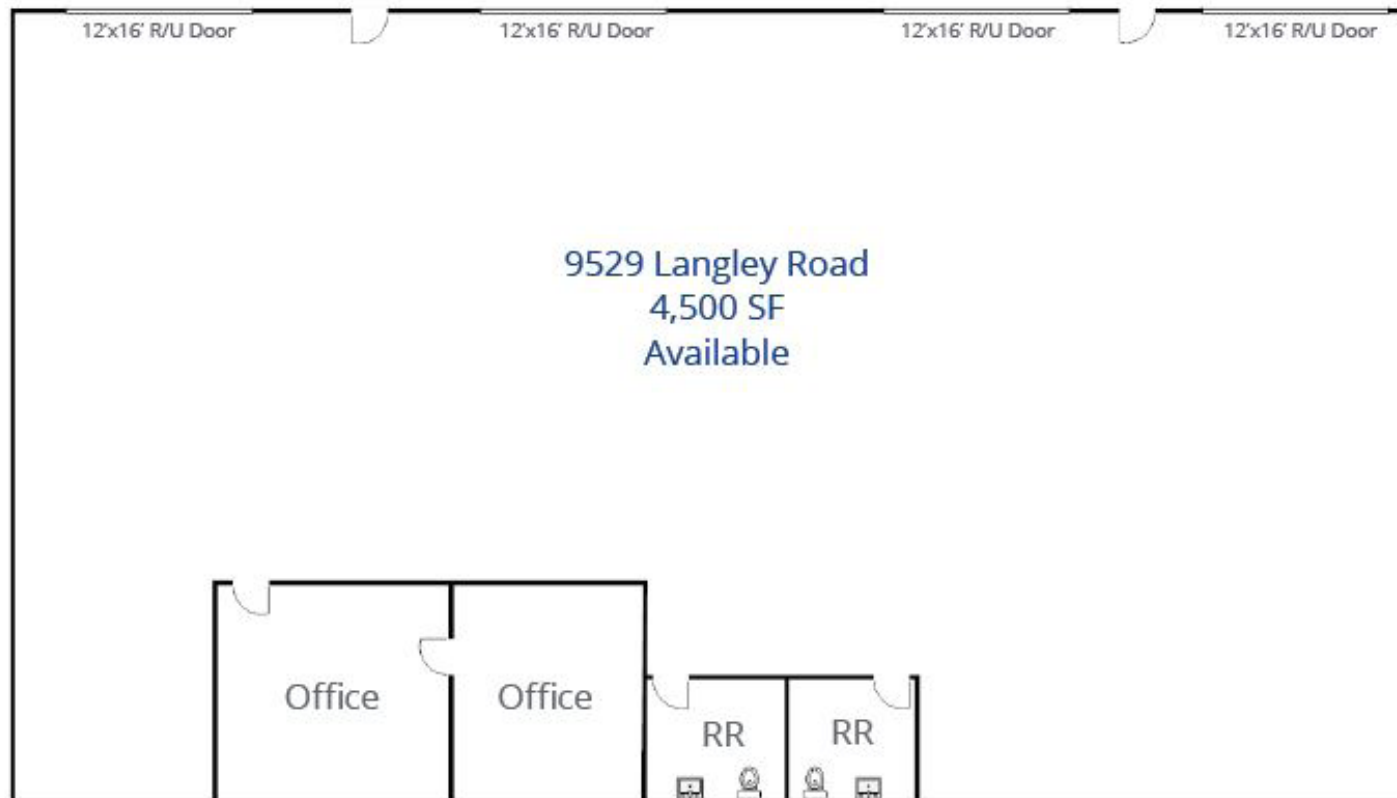 12'x16' R/U Door
12'x16' R/U Door
12'x16' R/U Door
12'x16' R/U Door
9529 Langley Road
4,500 SF
Available
Office
Office
RR
RR